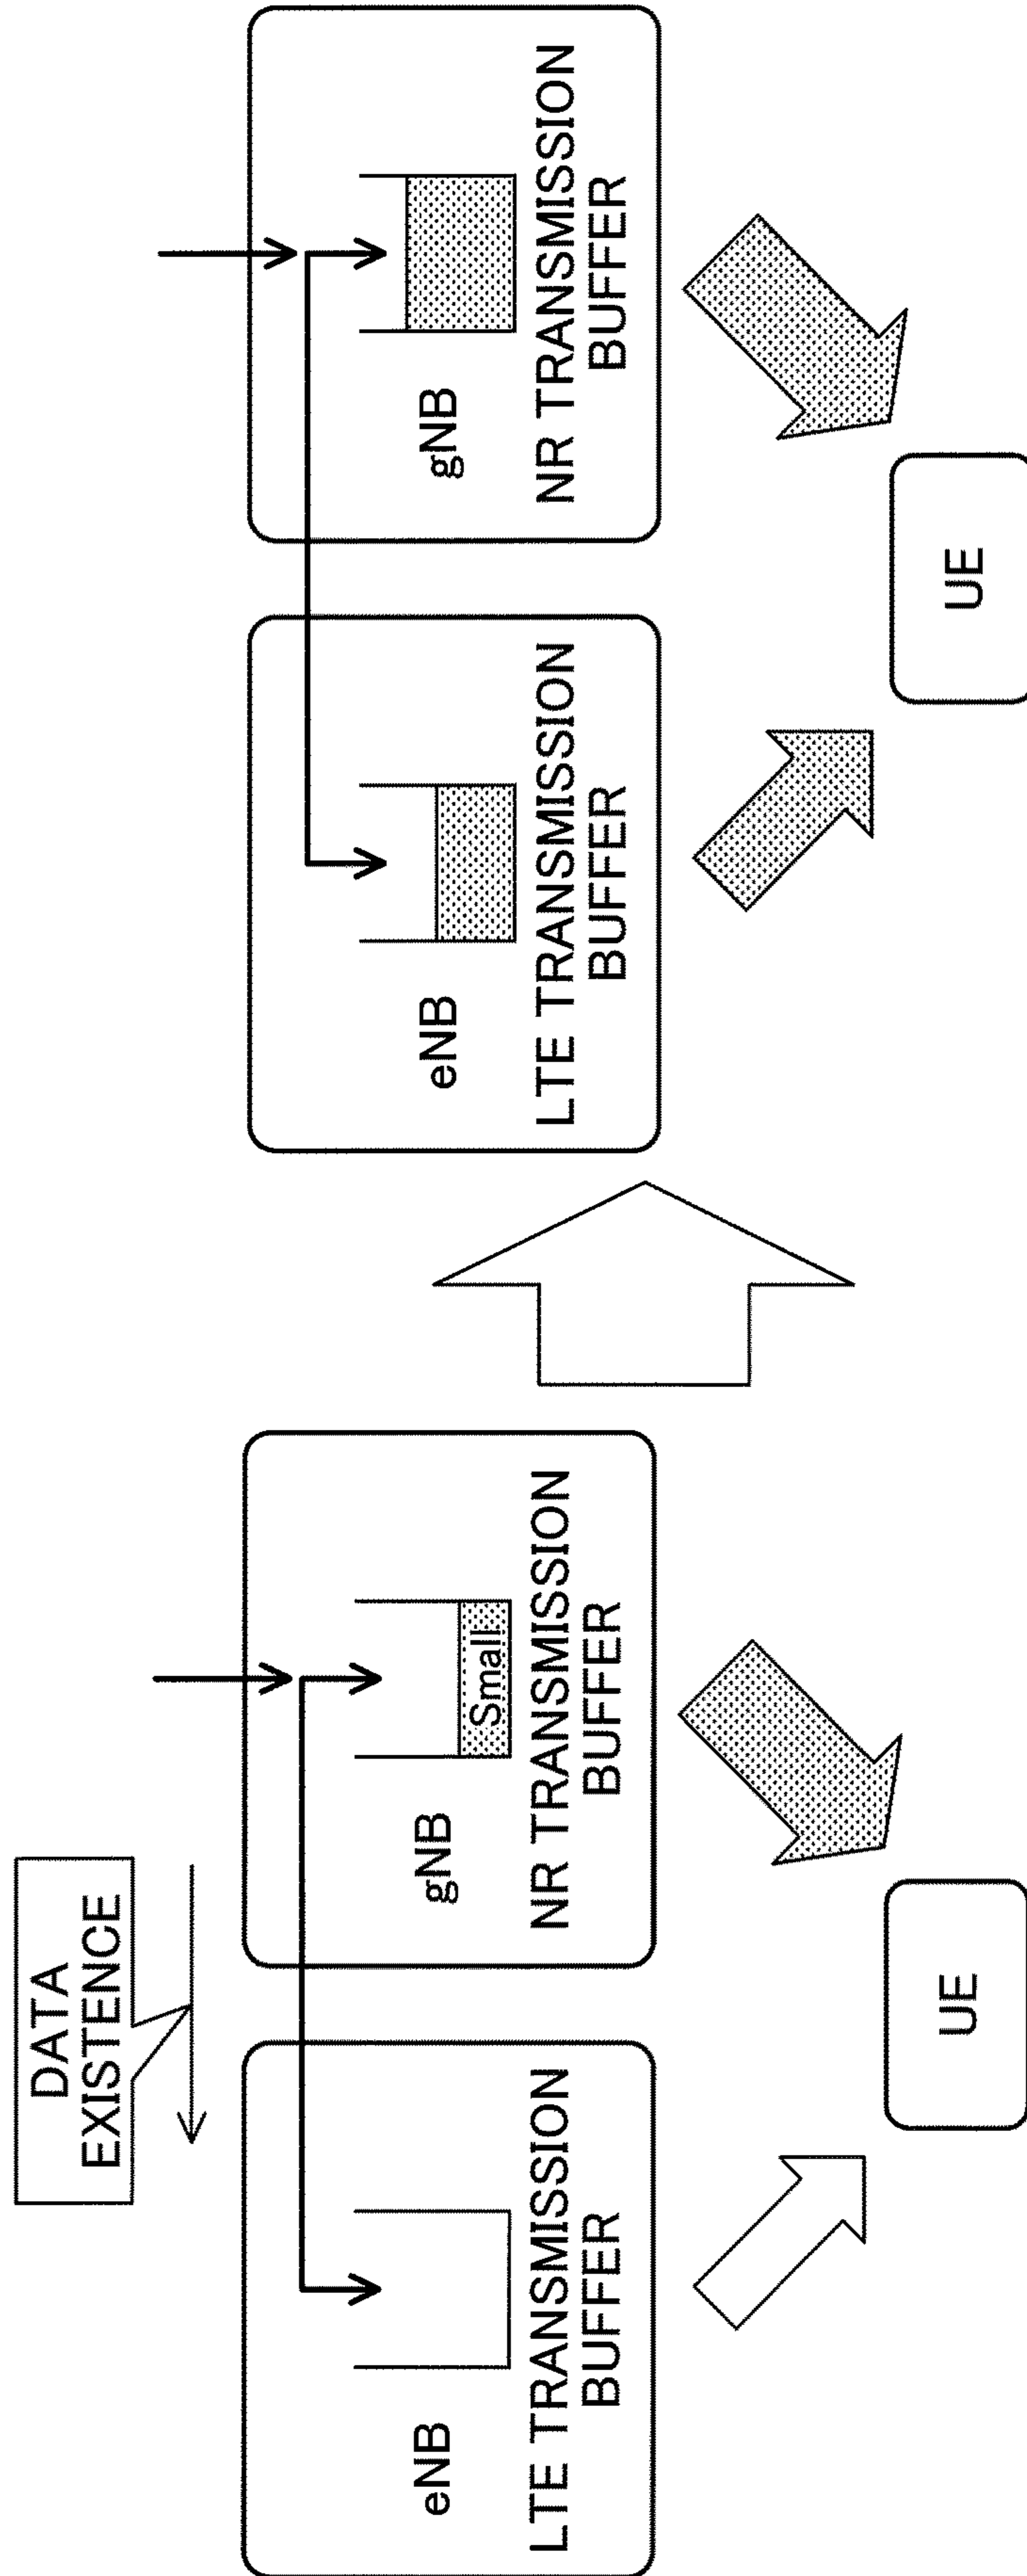 DATA
EXISTENCE
eNB
LTE TRANSMISSION
BUFFER
gNB
Small
NR TRANSMISSION
BUFFER
UE
eNB
LTE TRANSMISSION
BUFFER
gNB
NR TRANSMISSION
BUFFER
UE